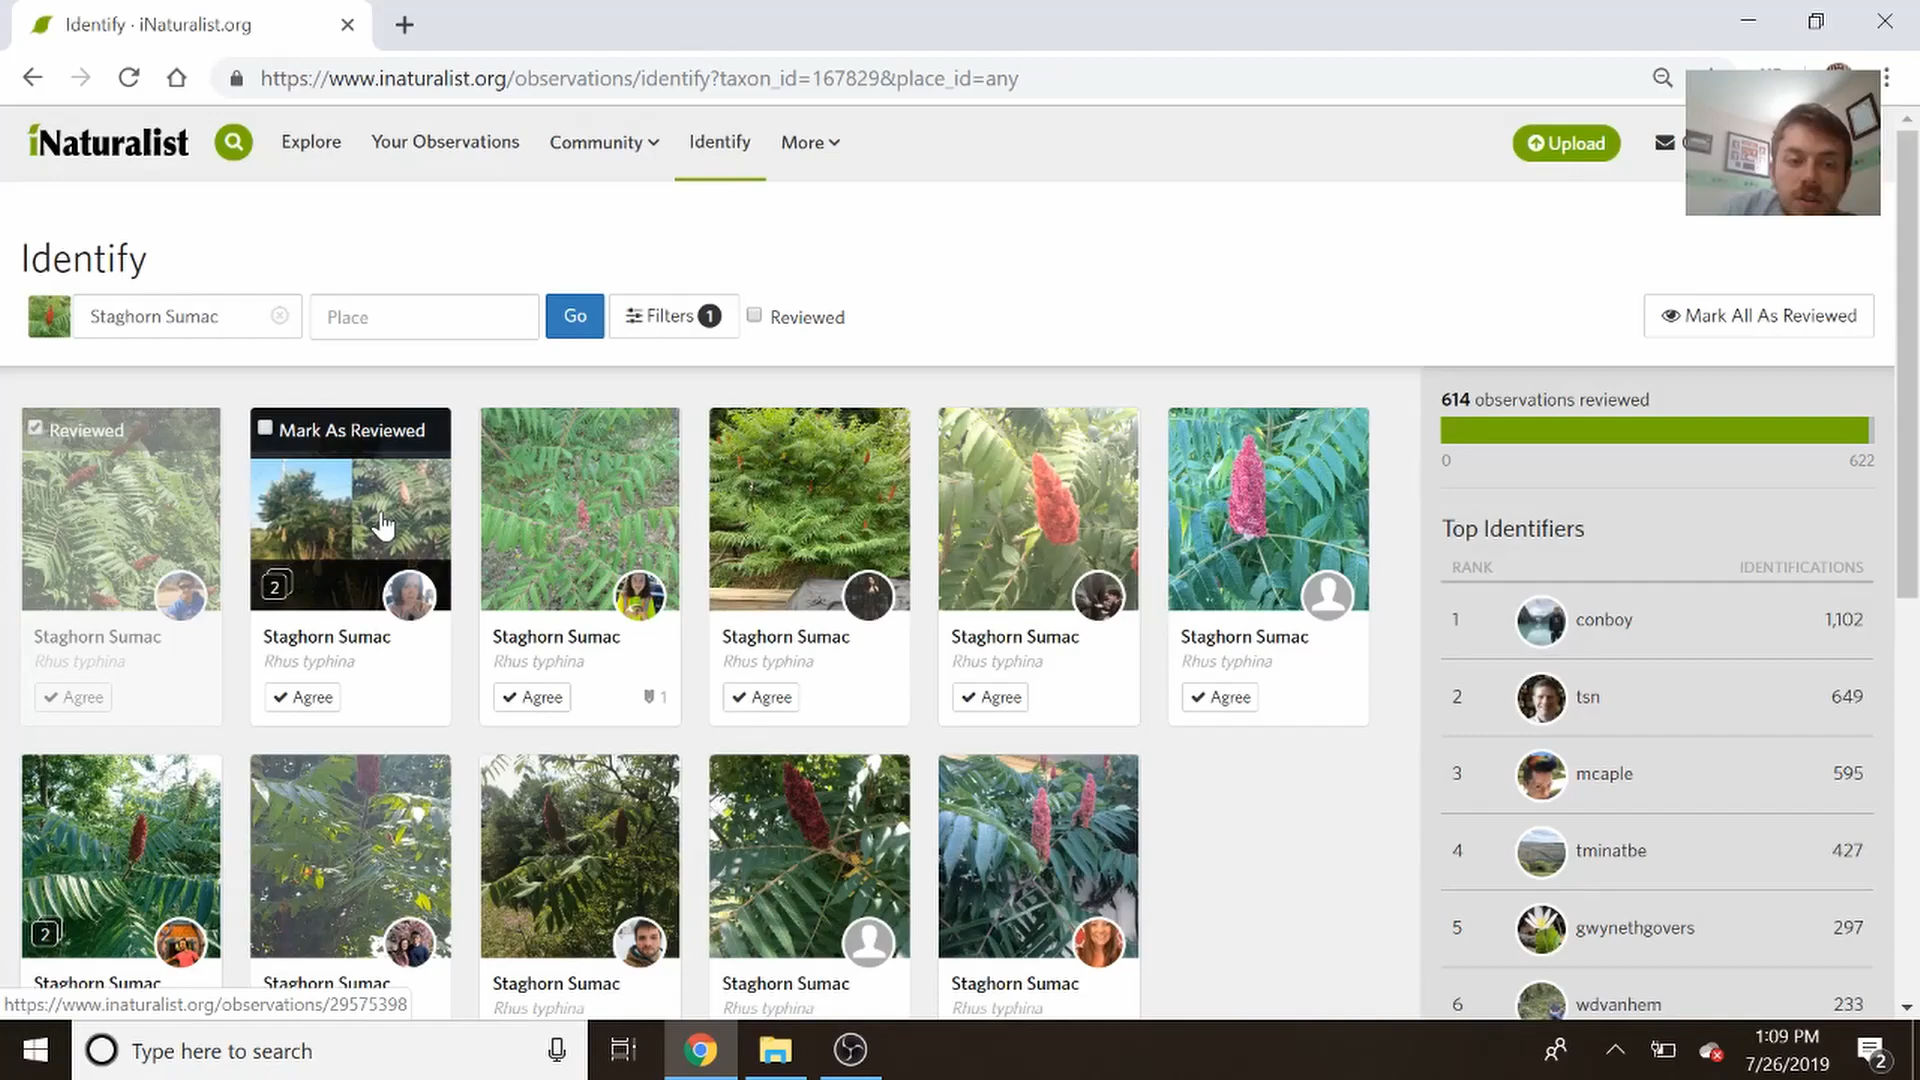 Identify · iNaturalist.org
https://www.inaturalist.org/observations/identify?taxon_id=167829&place_id=any
iNaturalist
Explore
Your Observations
Community
Identify
More
Upload
Identify
Staghorn Sumac
Place
Go
Filters 1
Reviewed
Mark All As Reviewed
Reviewed
Mark As Reviewed
2
Staghorn Sumac
Rhus typhina
Agree
Staghorn Sumac
Rhus typhina
Agree
Staghorn Sumac
Rhus typhina
Agree
1
Staghorn Sumac
Rhus typhina
Agree
Staghorn Sumac
Rhus typhina
Agree
Staghorn Sumac
Rhus typhina
Agree
2
Staghorn Sumac
Staghorn Sumac
Staghorn Sumac
Rhus typhina
Staghorn Sumac
Rhus typhina
Staghorn Sumac
Rhus typhina
614 observations reviewed
0
622
Top Identifiers
RANK
IDENTIFICATIONS
1 conboy 1,102
2 tsn 649
3 mcaple 595
4 tminatbe 427
5 gwynethgovers 297
6 wdvanhem 233
https://www.inaturalist.org/observations/29575398
Type here to search
1:09 PM
7/26/2019
2